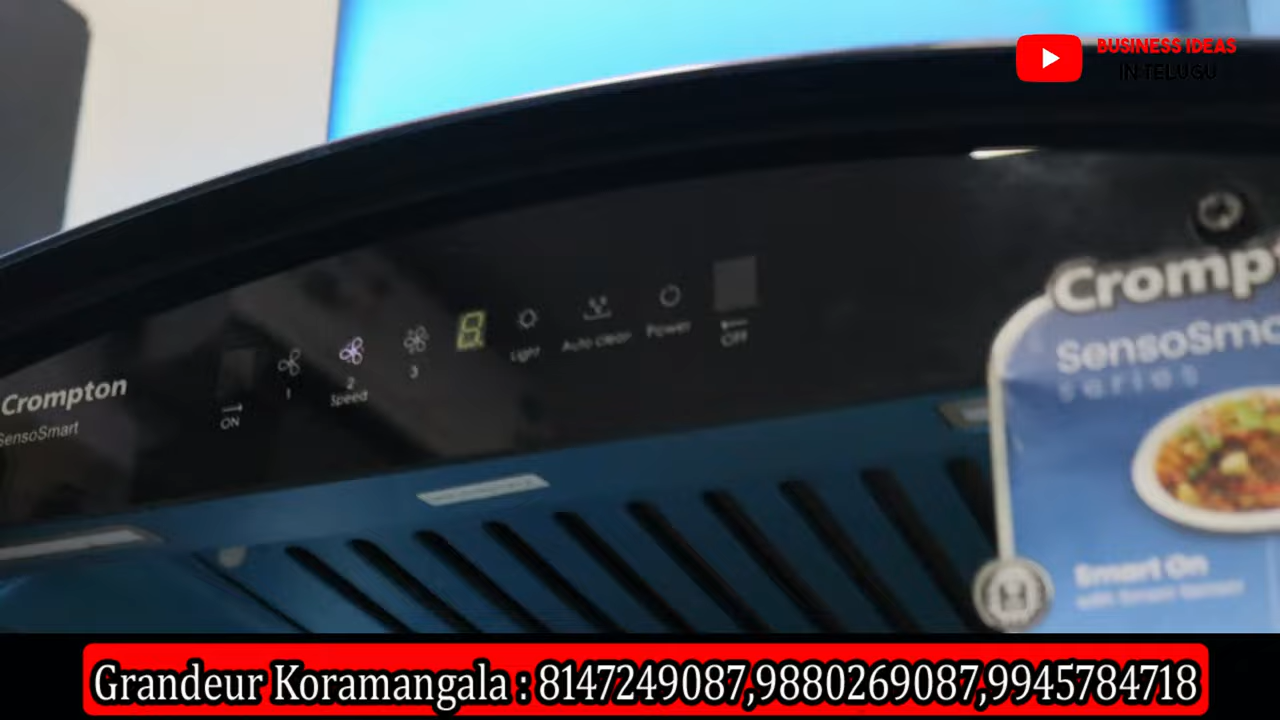 BUSINESS IDEAS
IN TELUGU
Crompt
SensoSma
series
Light
Auto clean
Power
OFF
1
2
3
Speed
ON
Crompton
SensoSmart
Smart On
Grandeur Koramangala : 8147249087,9880269087,9945784718